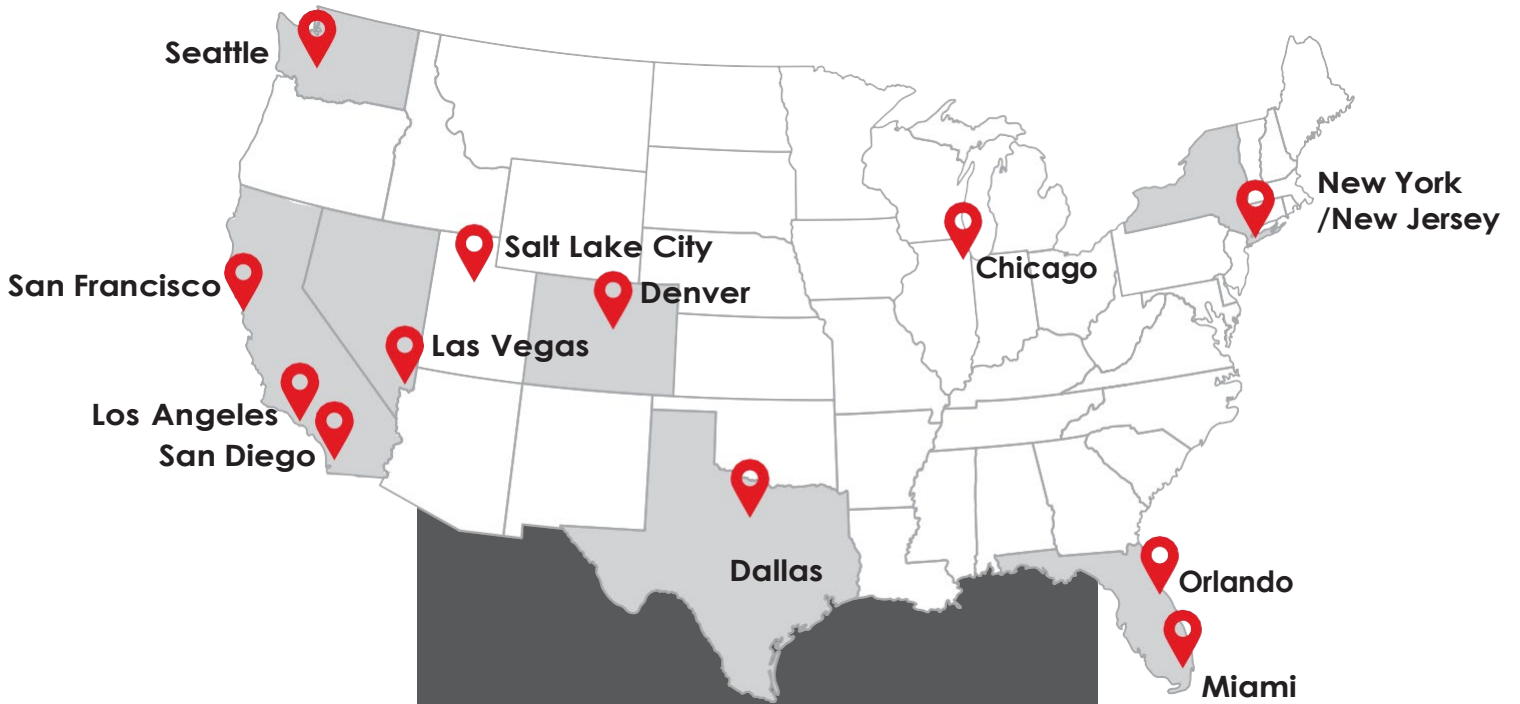 Seattle
New York
/New Jersey
Salt Lake City
Chicago
San Francisco
Denver
Las Vegas
Los Angeles
San Diego
Dallas
Orlando
Miami